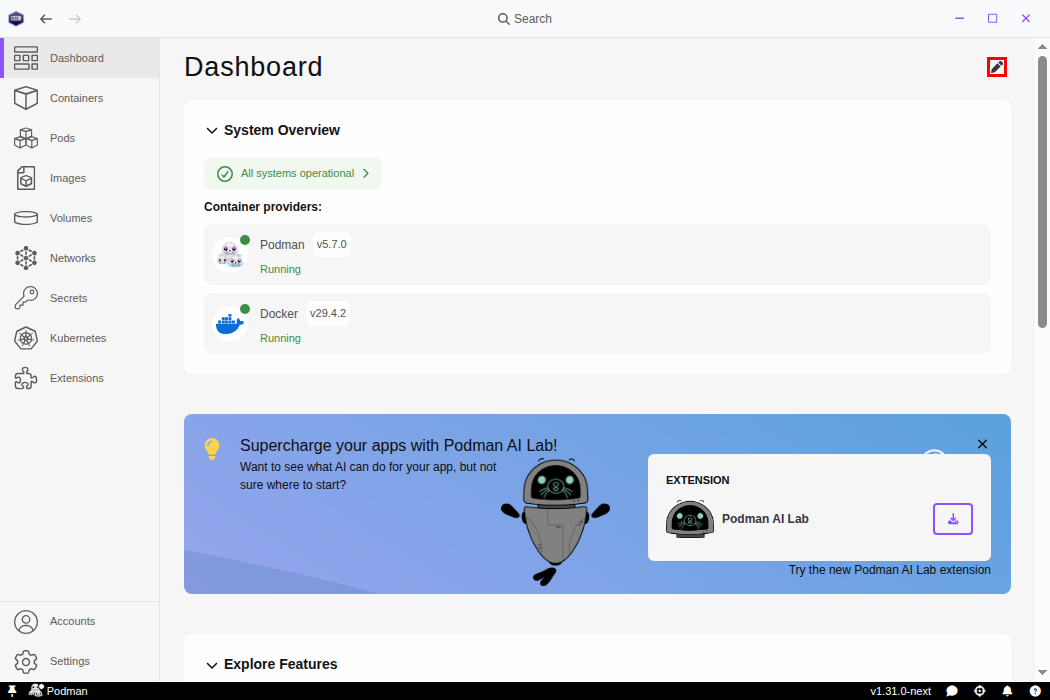 Search
Dashboard
Containers
Pods
Images
Volumes
Networks
Secrets
Kubernetes
Extensions
Accounts
Settings
Dashboard
System Overview
All systems operational
Container providers:
Podman v5.7.0
Running
Docker v29.4.2
Running
Supercharge your apps with Podman AI Lab!
Want to see what AI can do for your app, but not
sure where to start?
EXTENSION
Podman AI Lab
Try the new Podman AI Lab extension
Explore Features
Podman
v1.31.0-next